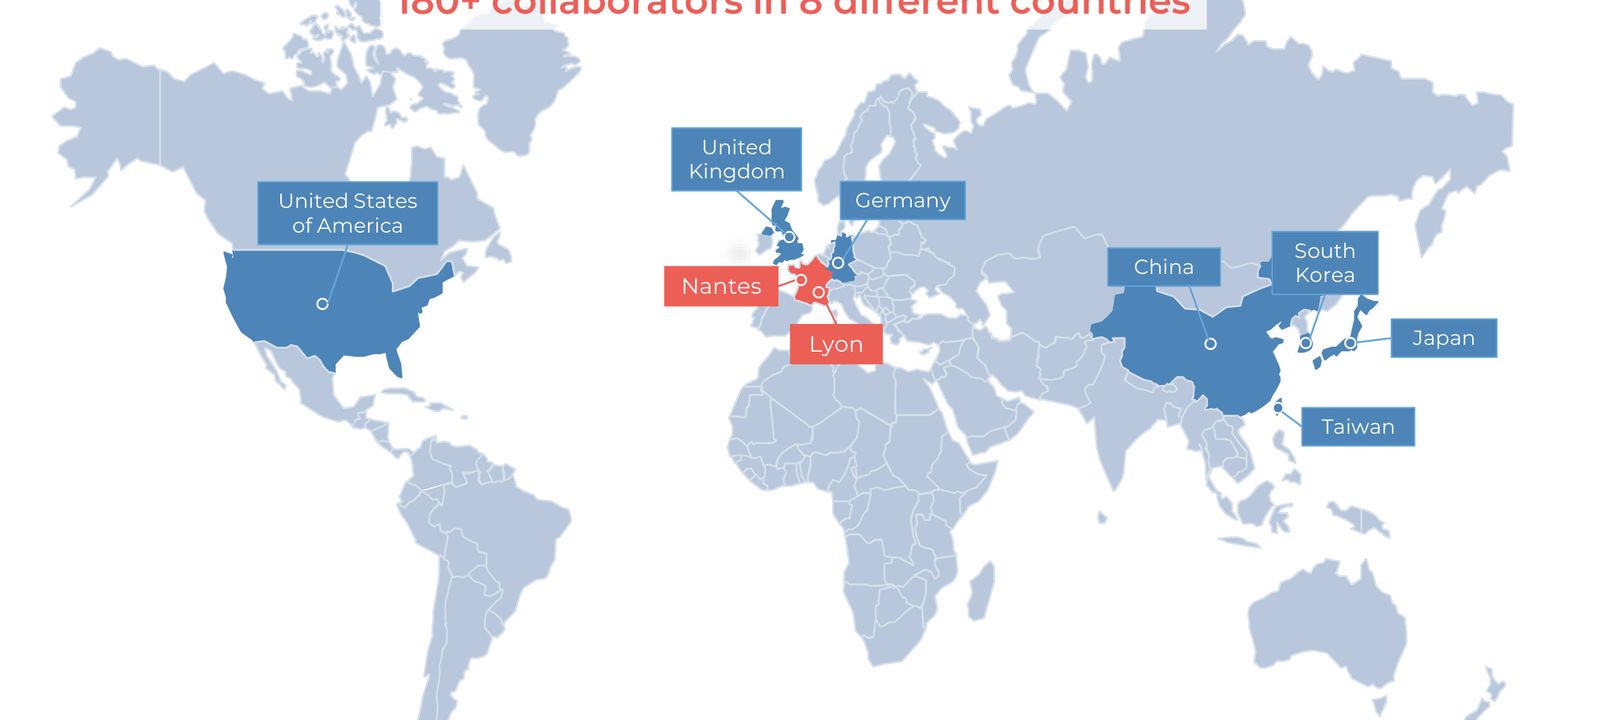 180+ collaborators in 8 different countries
United
Kingdom
United States
of America
Germany
South
Korea
China
Nantes
Lyon
Japan
Taiwan